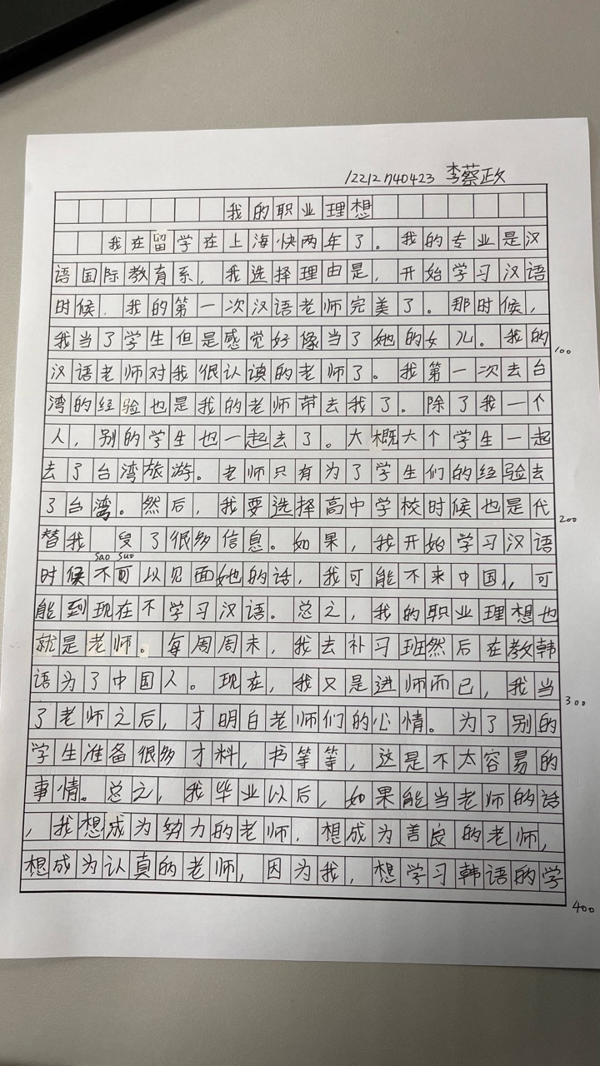 12212740423 李蔡政
我的职业理想
我在留学在上海快两年了。我的专业是汉
语国际教育系，我选择理由是，开始学习汉语
时候，我的第一次汉语老师完美了。那时候，
我当了学生但是感觉好像当了她的女儿。我的
100
汉语老师对我很认真的老师了。我第一次去台
湾的经验也是我的老师带去我了。除了我一个
人，别的学生也一起去了。大概六个学生一起
去了台湾旅游。老师只有为了学生们的经验去
了台湾。然后，我要选择高中学校时候也是代
200
替我 了很多信息。如果，我开始学习汉语
sao suo
时候不可以见面她的话，我可能不来中国，可
能到现在不学习汉语。总之，我的职业理想也
就是老师。每周周末，我去补习班然后在教韩
语为了中国人。现在，我又是进师而已，我当
300
了老师之后，才明白老师们的心情。为了别的
学生准备很多才料，书等等，这是不太容易的
事情。总之，我毕业以后，如果能当老师的话
，我想成为努力的老师，想成为善良的老师，
想成为认真的老师，因为我，想学习韩语的学
400